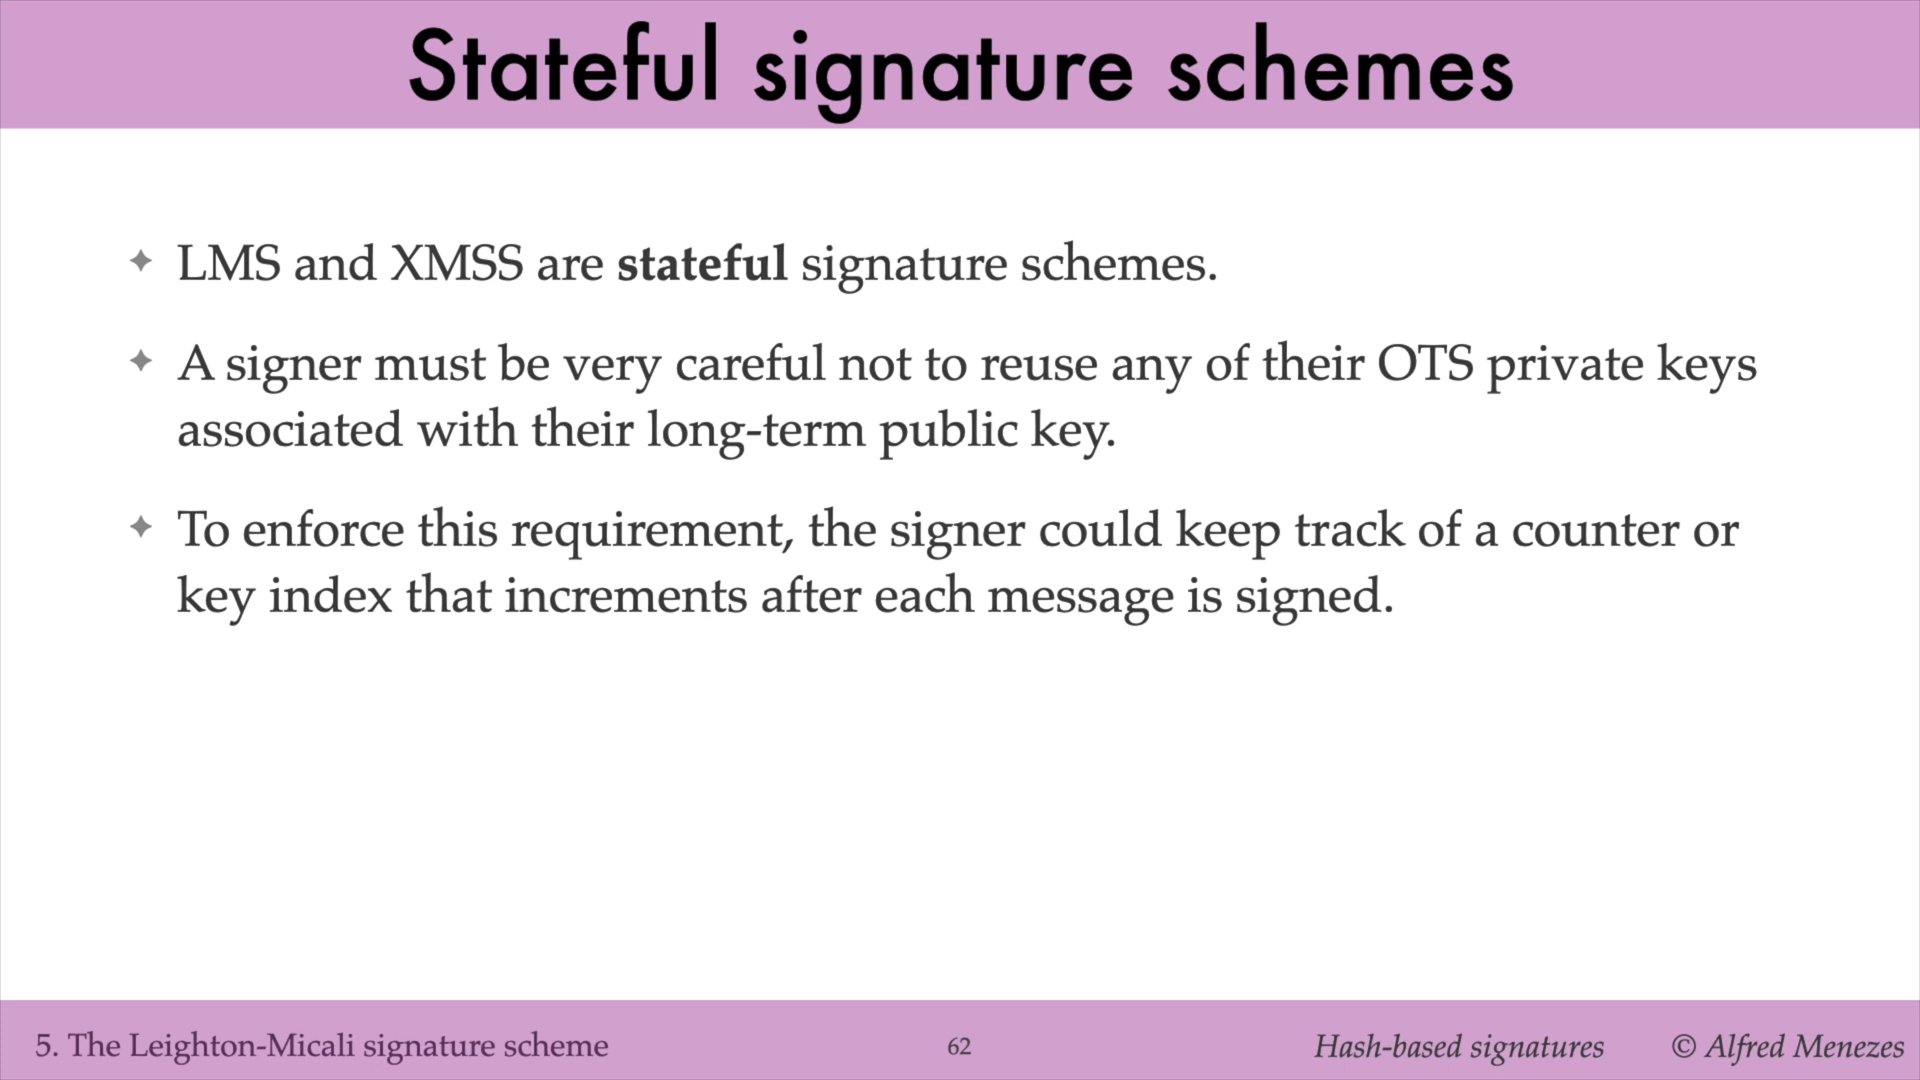 Stateful signature schemes
✦ LMS and XMSS are stateful signature schemes.
✦ A signer must be very careful not to reuse any of their OTS private keys
associated with their long-term public key.
✦ To enforce this requirement, the signer could keep track of a counter or
key index that increments after each message is signed.
5. The Leighton-Micali signature scheme 62 Hash-based signatures © Alfred Menezes